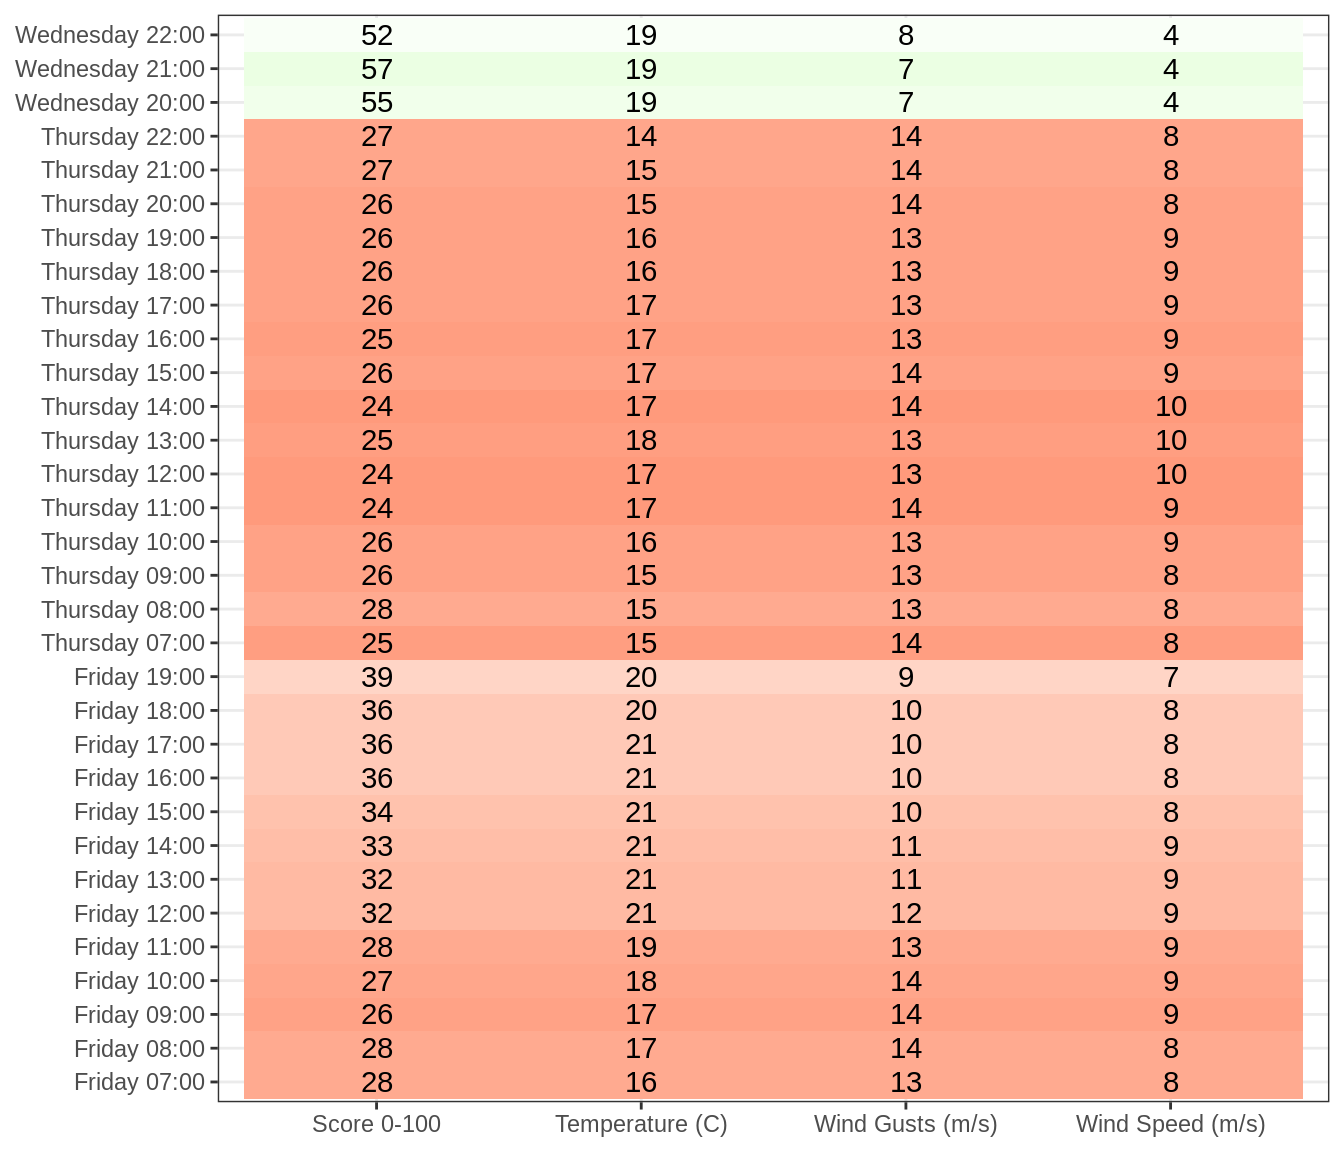 Wednesday 22:00 52 19 8 4
Wednesday 21:00 57 19 7 4
Wednesday 20:00 55 19 7 4
Thursday 22:00 27 14 14 8
Thursday 21:00 27 15 14 8
Thursday 20:00 26 15 14 8
Thursday 19:00 26 16 13 9
Thursday 18:00 26 16 13 9
Thursday 17:00 26 17 13 9
Thursday 16:00 25 17 13 9
Thursday 15:00 26 17 14 9
Thursday 14:00 24 17 14 10
Thursday 13:00 25 18 13 10
Thursday 12:00 24 17 13 10
Thursday 11:00 24 17 14 9
Thursday 10:00 26 16 13 9
Thursday 09:00 26 15 13 8
Thursday 08:00 28 15 13 8
Thursday 07:00 25 15 14 8
Friday 19:00 39 20 9 7
Friday 18:00 36 20 10 8
Friday 17:00 36 21 10 8
Friday 16:00 36 21 10 8
Friday 15:00 34 21 10 8
Friday 14:00 33 21 11 9
Friday 13:00 32 21 11 9
Friday 12:00 32 21 12 9
Friday 11:00 28 19 13 9
Friday 10:00 27 18 14 9
Friday 09:00 26 17 14 9
Friday 08:00 28 17 14 8
Friday 07:00 28 16 13 8
Score 0-100 Temperature (C) Wind Gusts (m/s) Wind Speed (m/s)